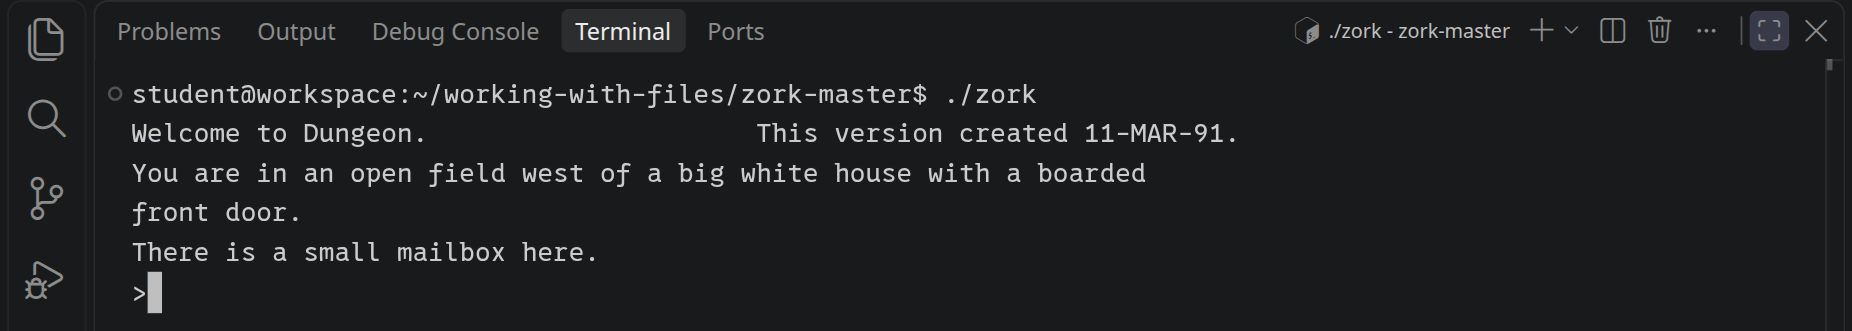 Problems Output Debug Console Terminal Ports ./zork - zork-master
student@workspace:~/working-with-files/zork-master$ ./zork
Welcome to Dungeon. This version created 11-MAR-91.
You are in an open field west of a big white house with a boarded
front door.
There is a small mailbox here.
>